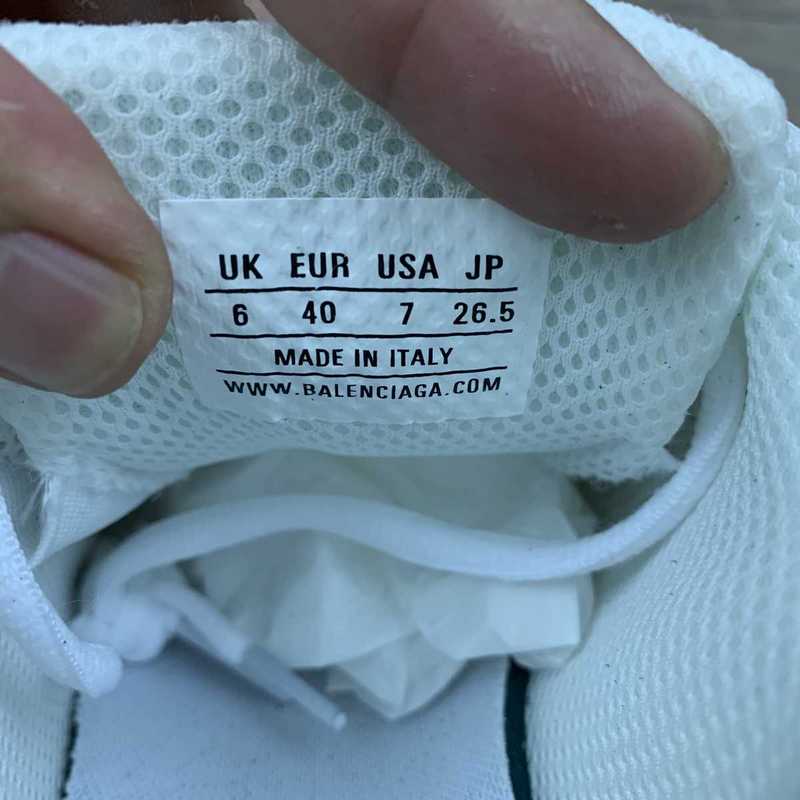 UK EUR USA JP
6 40 7 26.5
MADE IN ITALY
WWW.BALENCIAGA.COM